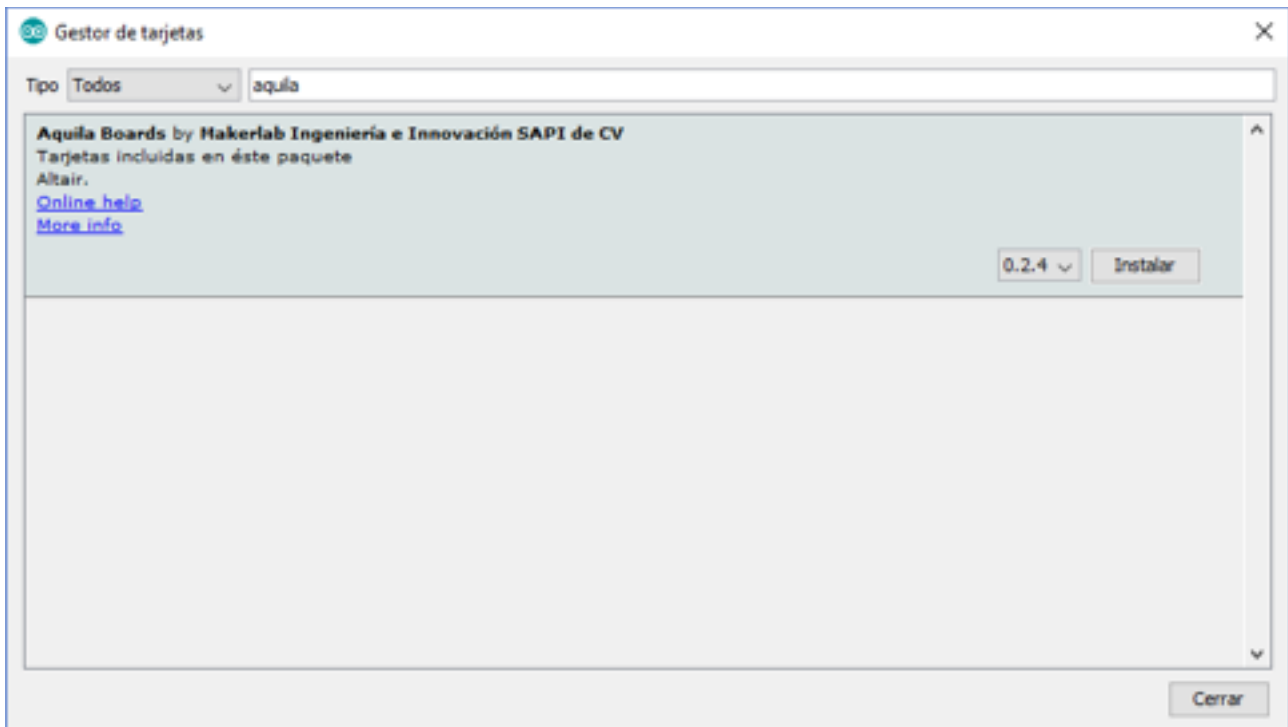 Gestor de tarjetas
Tipo Todos aquila
Aquila Boards by Makerlab Ingeniería e Innovación SAPI de CV
Tarjetas incluidas en éste paquete
Altair.
Online help
More info
0.2.4 Instalar
Cerrar